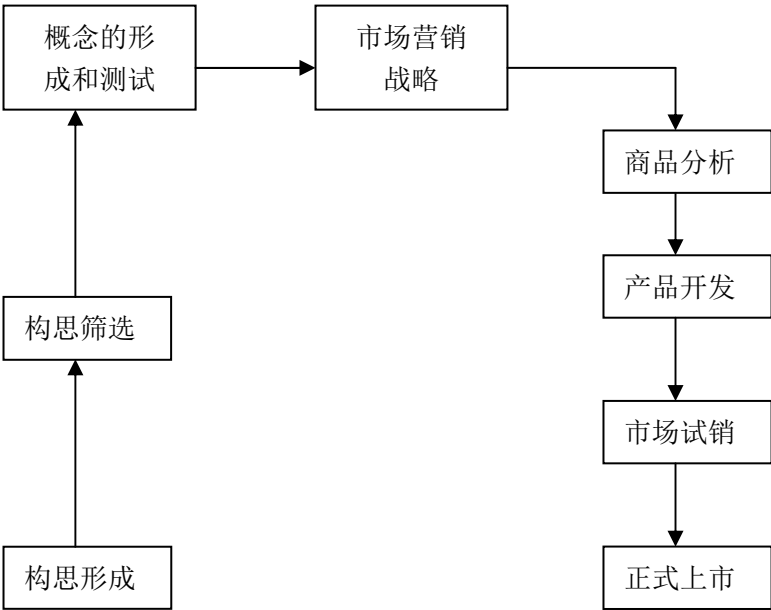 概念的形
成和测试
市场营销
战略
商品分析
产品开发
构思筛选
市场试销
构思形成
正式上市